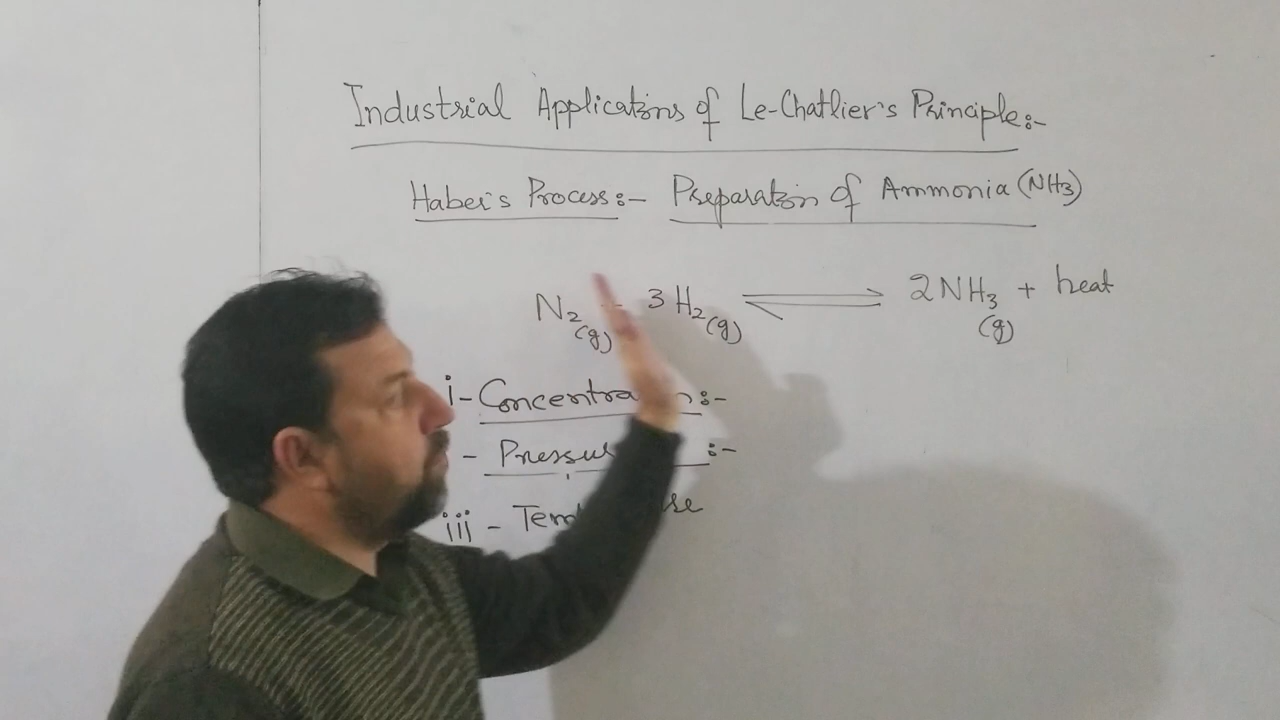 Industrial Applications of Le-Chatlier's Principle:-
Haber's Process:- Preparation of Ammonia (NH3)
N2(g) + 3H2(g) ⇌ 2NH3(g) + heat
i- :-
- :-
iii -